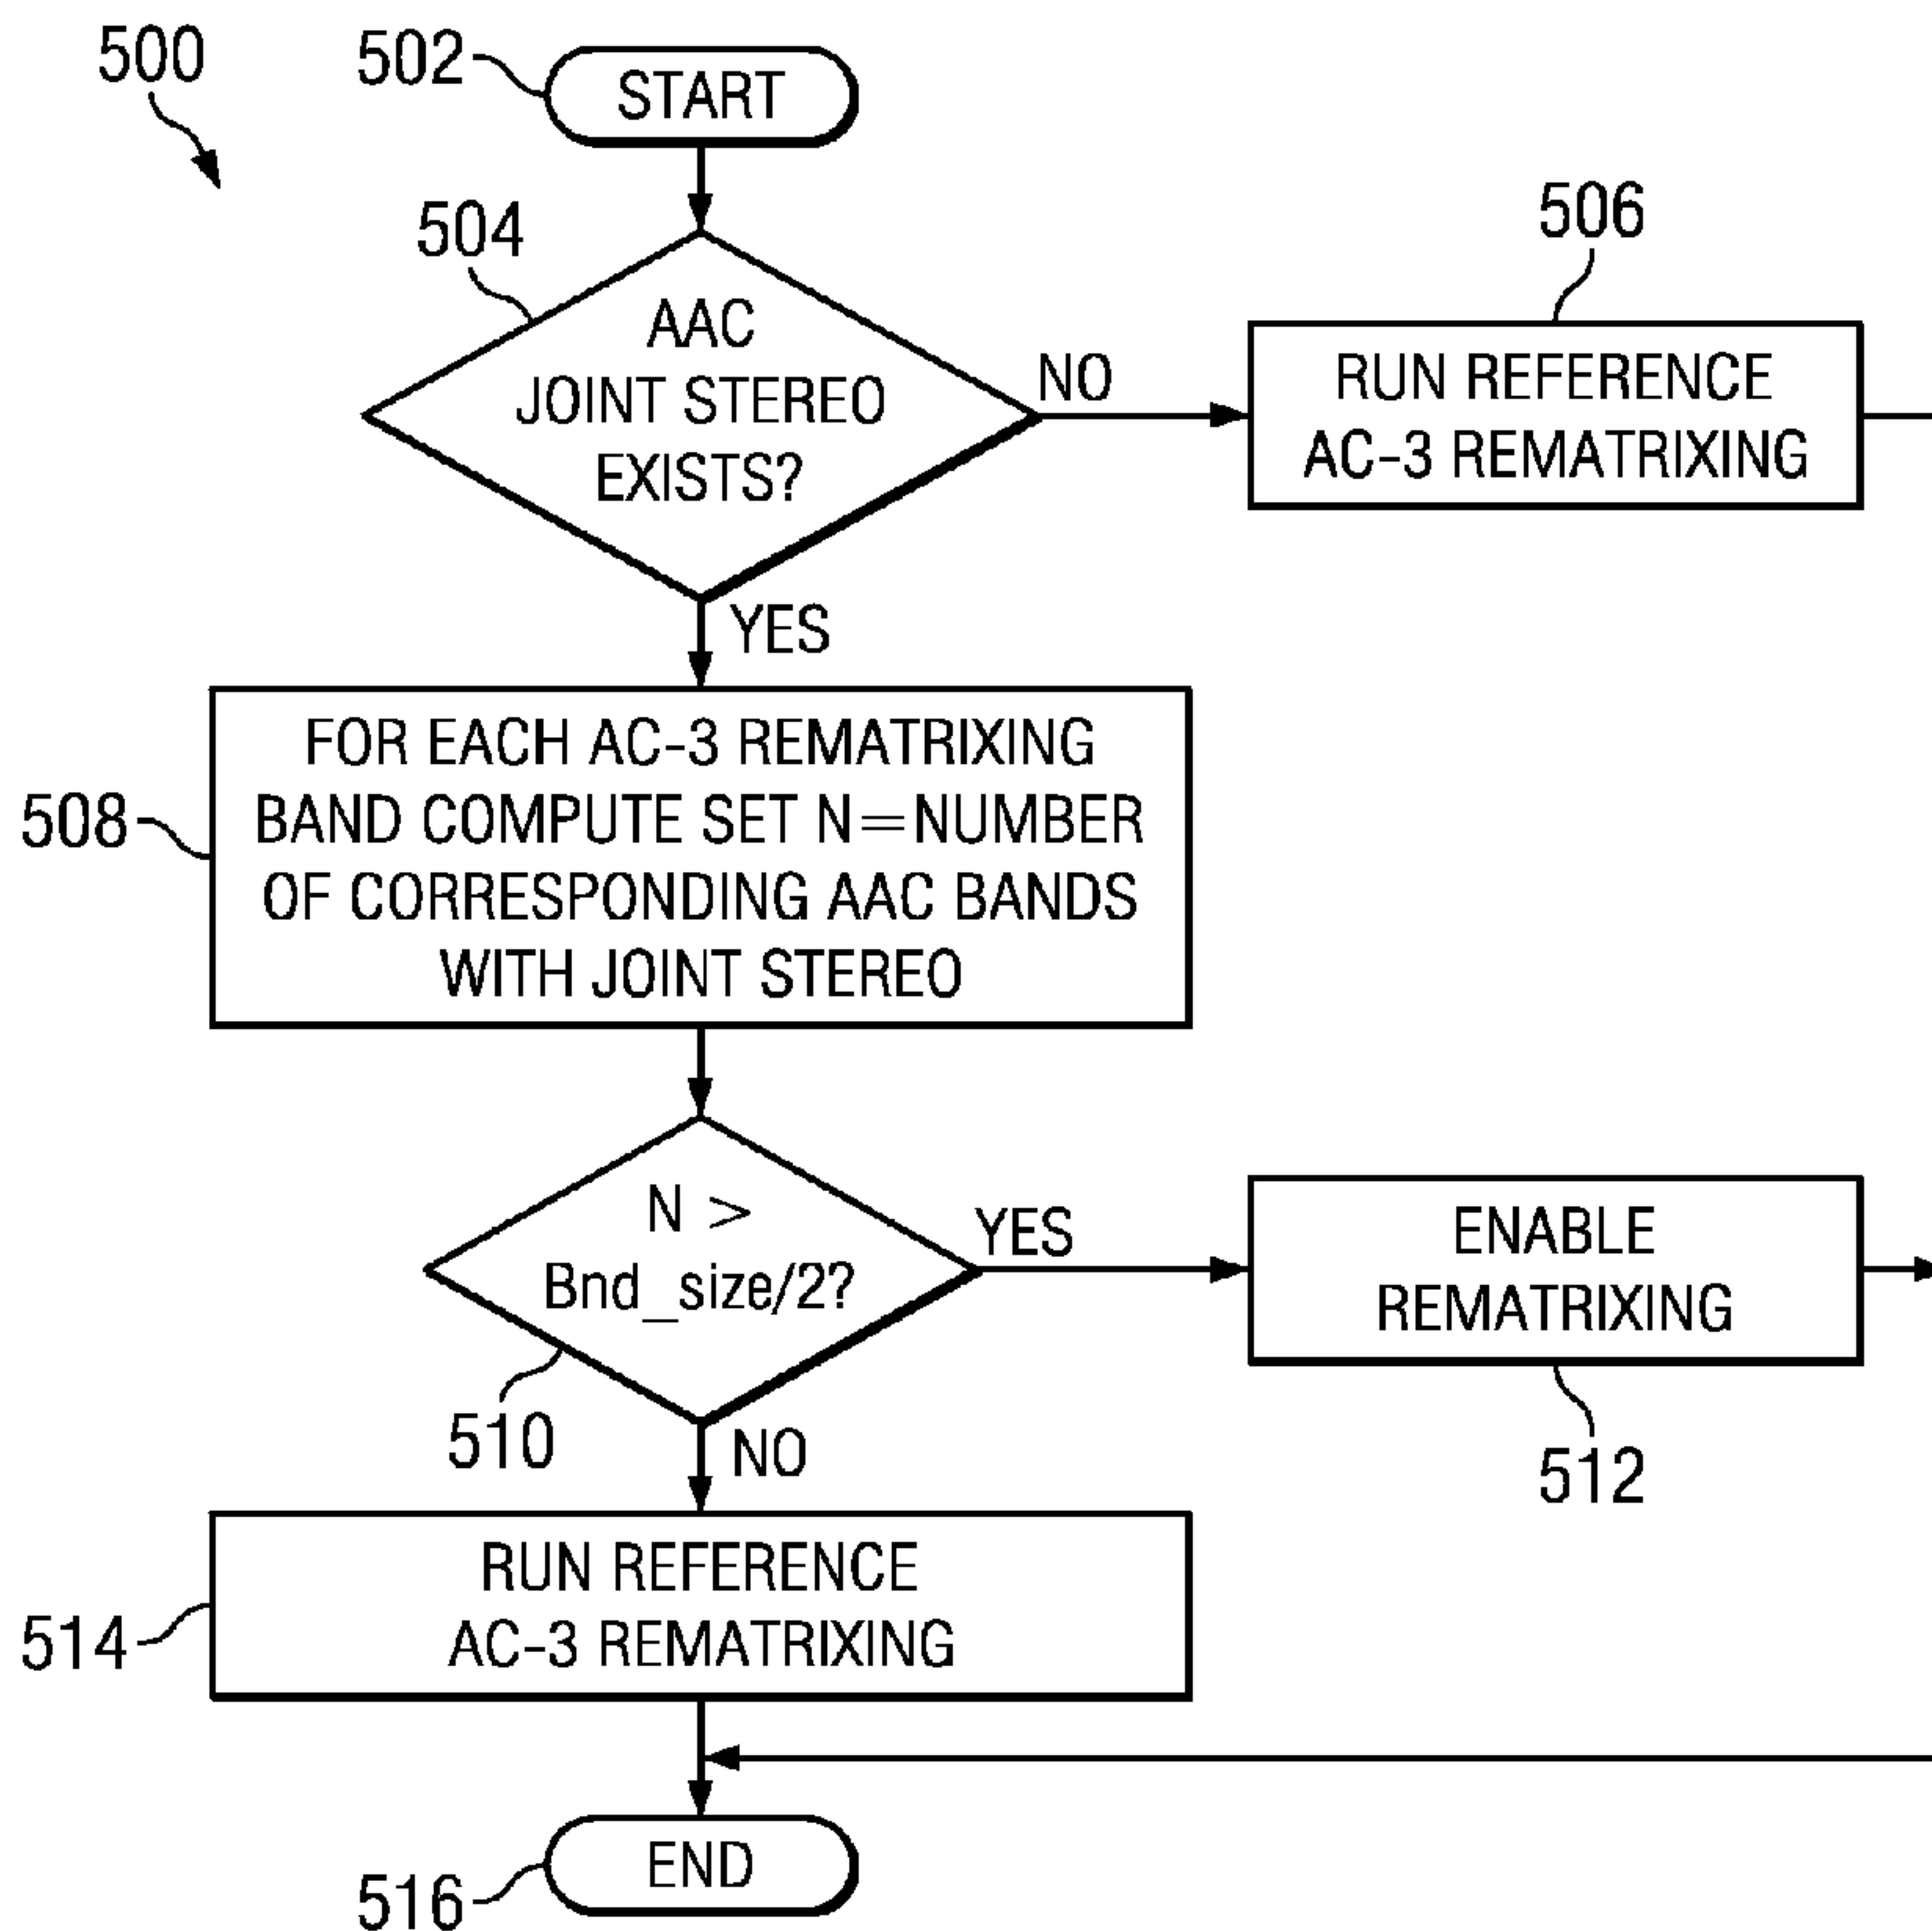 500
502
START
504
AAC
JOINT STEREO
EXISTS?
NO
506
RUN REFERENCE
AC-3 REMATRIXING
YES
508
FOR EACH AC-3 REMATRIXING
BAND COMPUTE SET N=NUMBER
OF CORRESPONDING AAC BANDS
WITH JOINT STEREO
N >
Bnd_size/2?
510
YES
ENABLE
REMATRIXING
512
NO
514
RUN REFERENCE
AC-3 REMATRIXING
END
516